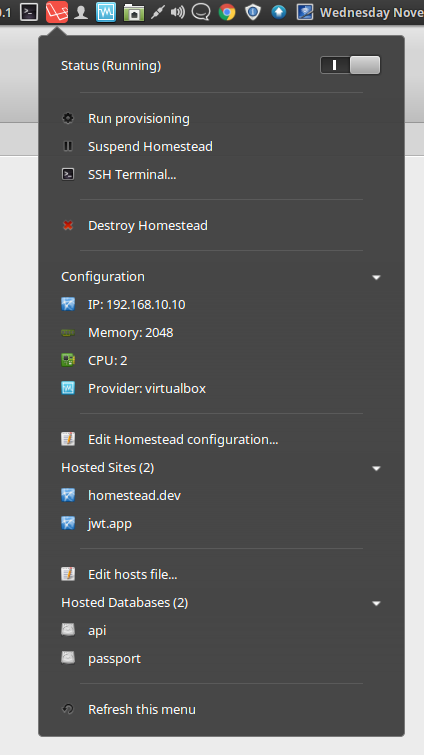 0.1 Wednesday Nove
Status (Running)
Run provisioning
Suspend Homestead
SSH Terminal...
Destroy Homestead
Configuration
IP: 192.168.10.10
Memory: 2048
CPU: 2
Provider: virtualbox
Edit Homestead configuration...
Hosted Sites (2)
homestead.dev
jwt.app
Edit hosts file...
Hosted Databases (2)
api
passport
Refresh this menu